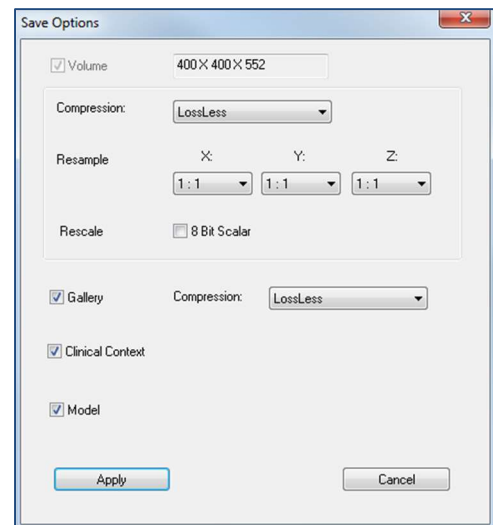 Save Options
Volume 400 X 400 X 552
Compression: LossLess
Resample X: Y: Z:
1 : 1 1 : 1 1 : 1
Rescale 8 Bit Scalar
Gallery Compression: LossLess
Clinical Context
Model
Apply Cancel